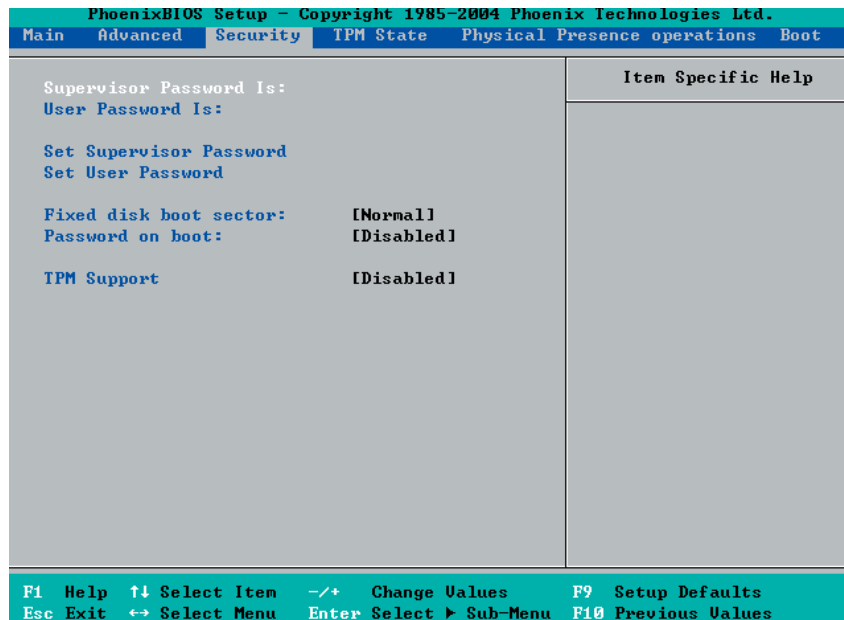 PhoenixBIOS Setup – Copyright 1985-2004 Phoenix Technologies Ltd.
Main Advanced Security TPM State Physical Presence operations Boot
Item Specific Help
Supervisor Password Is:
User Password Is:
Set Supervisor Password
Set User Password
Fixed disk boot sector: [Normal]
Password on boot: [Disabled]
TPM Support [Disabled]
F1 Help ↑↓ Select Item -/+ Change Values F9 Setup Defaults
Esc Exit ↔ Select Menu Enter Select ▶ Sub-Menu F10 Previous Values